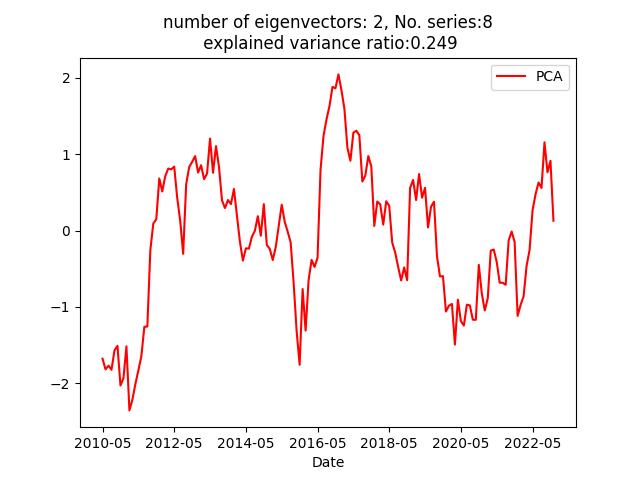 number of eigenvectors: 2, No. series:8
explained variance ratio:0.249
PCA
2
1
0
−1
−2
2010-05 2012-05 2014-05 2016-05 2018-05 2020-05 2022-05
Date